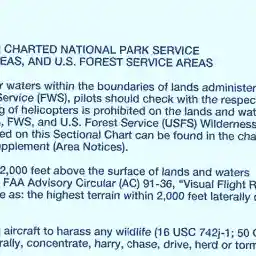 CHARTED NATIONAL PARK SERVICE
EAS, AND U.S. FOREST SERVICE AREAS
r waters within the boundaries of lands administer
Service (FWS), pilots should check with the respec
g of helicopters is prohibited on the lands and wat
, FWS, and U.S. Forest Service (USFS) Wilderness
ed on this Sectional Chart can be found in the cha
upplement (Area Notices).
2,000 feet above the surface of lands and waters
FAA Advisory Circular (AC) 91-36, "Visual Flight R
e as: the highest terrain within 2,000 feet laterally o
aircraft to harass any wildlife (16 USC 742j-1; 50 C
rally, concentrate, harry, chase, drive, herd or torm